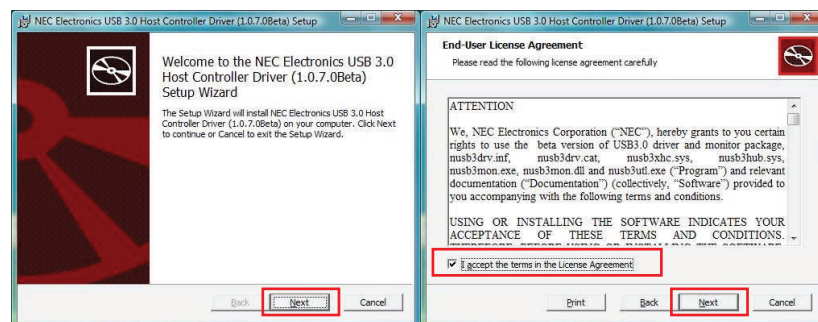 NEC Electronics USB 3.0 Host Controller Driver (1.0.7.0Beta) Setup
Welcome to the NEC Electronics USB 3.0
Host Controller Driver (1.0.7.0Beta)
Setup Wizard
The Setup Wizard will install NEC Electronics USB 3.0 Host
Controller Driver (1.0.7.0Beta) on your computer. Click Next
to continue or Cancel to exit the Setup Wizard.
Back Next Cancel
NEC Electronics USB 3.0 Host Controller Driver (1.0.7.0Beta) Setup
End-User License Agreement
Please read the following license agreement carefully
ATTENTION
We, NEC Electronics Corporation (“NEC”), hereby grants to you certain
rights to use the beta version of USB3.0 driver and monitor package,
nusb3drv.inf, nusb3drv.cat, nusb3xhc.sys, nusb3hub.sys,
nusb3mon.exe, nusb3mon.dll and nusb3utl.exe (“Program”) and relevant
documentation (“Documentation”) (collectively, “Software”) provided to
you accompanying with the following terms and conditions.
USING OR INSTALLING THE SOFTWARE INDICATES YOUR
ACCEPTANCE OF THESE TERMS AND CONDITIONS.
THEREFORE, BEFORE USING OR INSTALLING THE SOFTWARE
I accept the terms in the License Agreement
Print Back Next Cancel